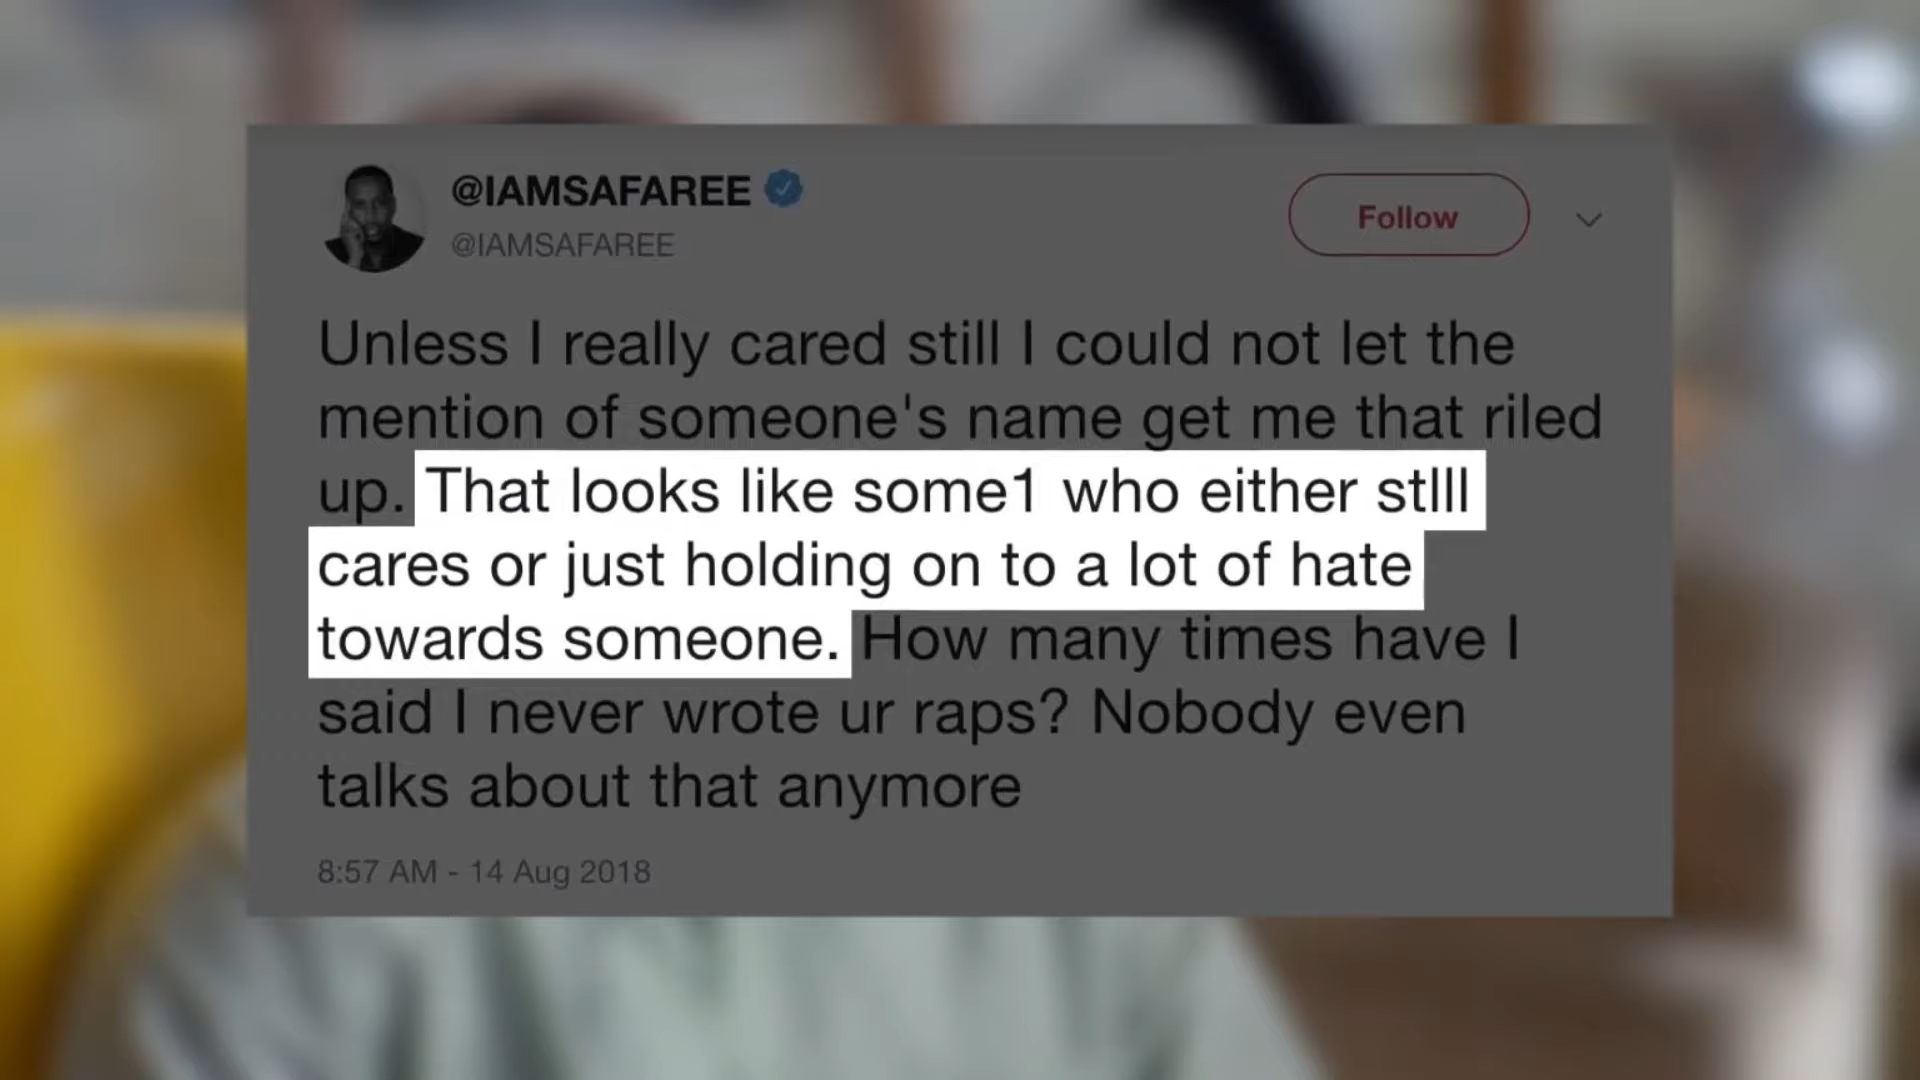 @IAMSAFAREE
@IAMSAFAREE
Follow
Unless I really cared still I could not let the
mention of someone's name get me that riled
up. That looks like some1 who either stlll
cares or just holding on to a lot of hate
towards someone. How many times have I
said I never wrote ur raps? Nobody even
talks about that anymore
8:57 AM - 14 Aug 2018